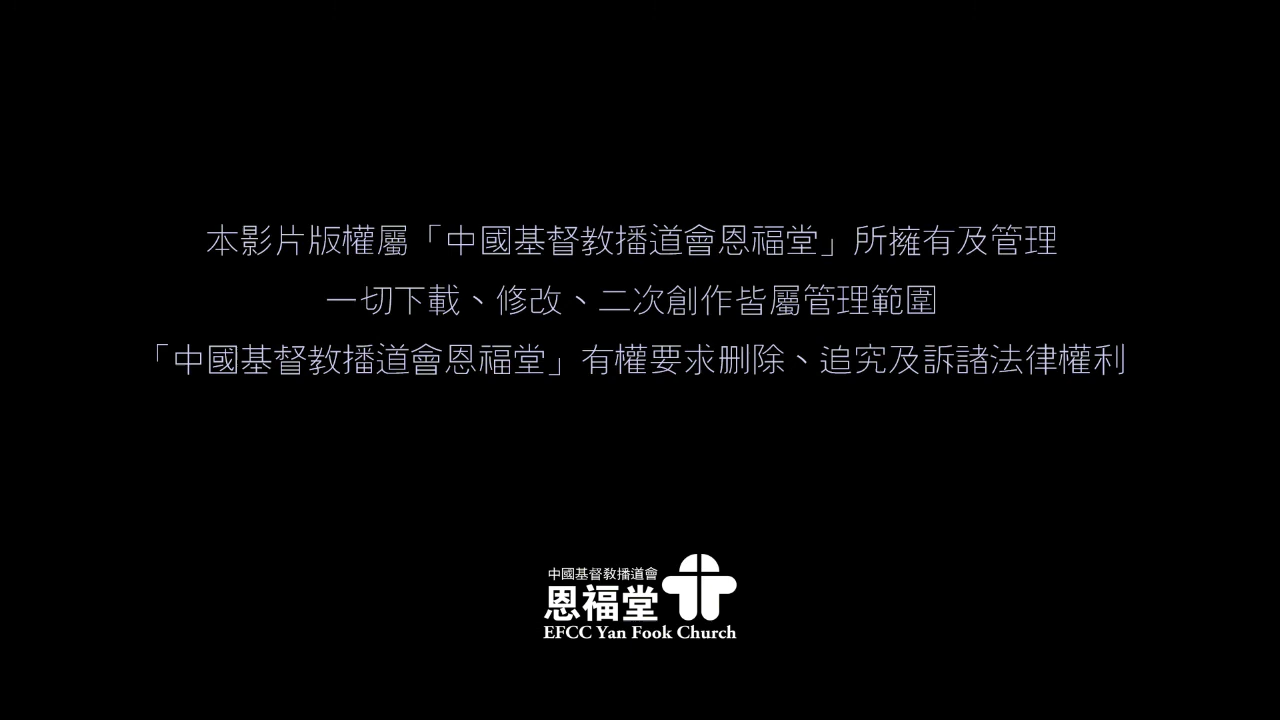 本影片版權屬「中國基督教播道會恩福堂」所擁有及管理
一切下載、修改、二次創作皆屬管理範圍
「中國基督教播道會恩福堂」有權要求刪除、追究及訴諸法律權利
中國基督教播道會
恩福堂
EFCC Yan Fook Church